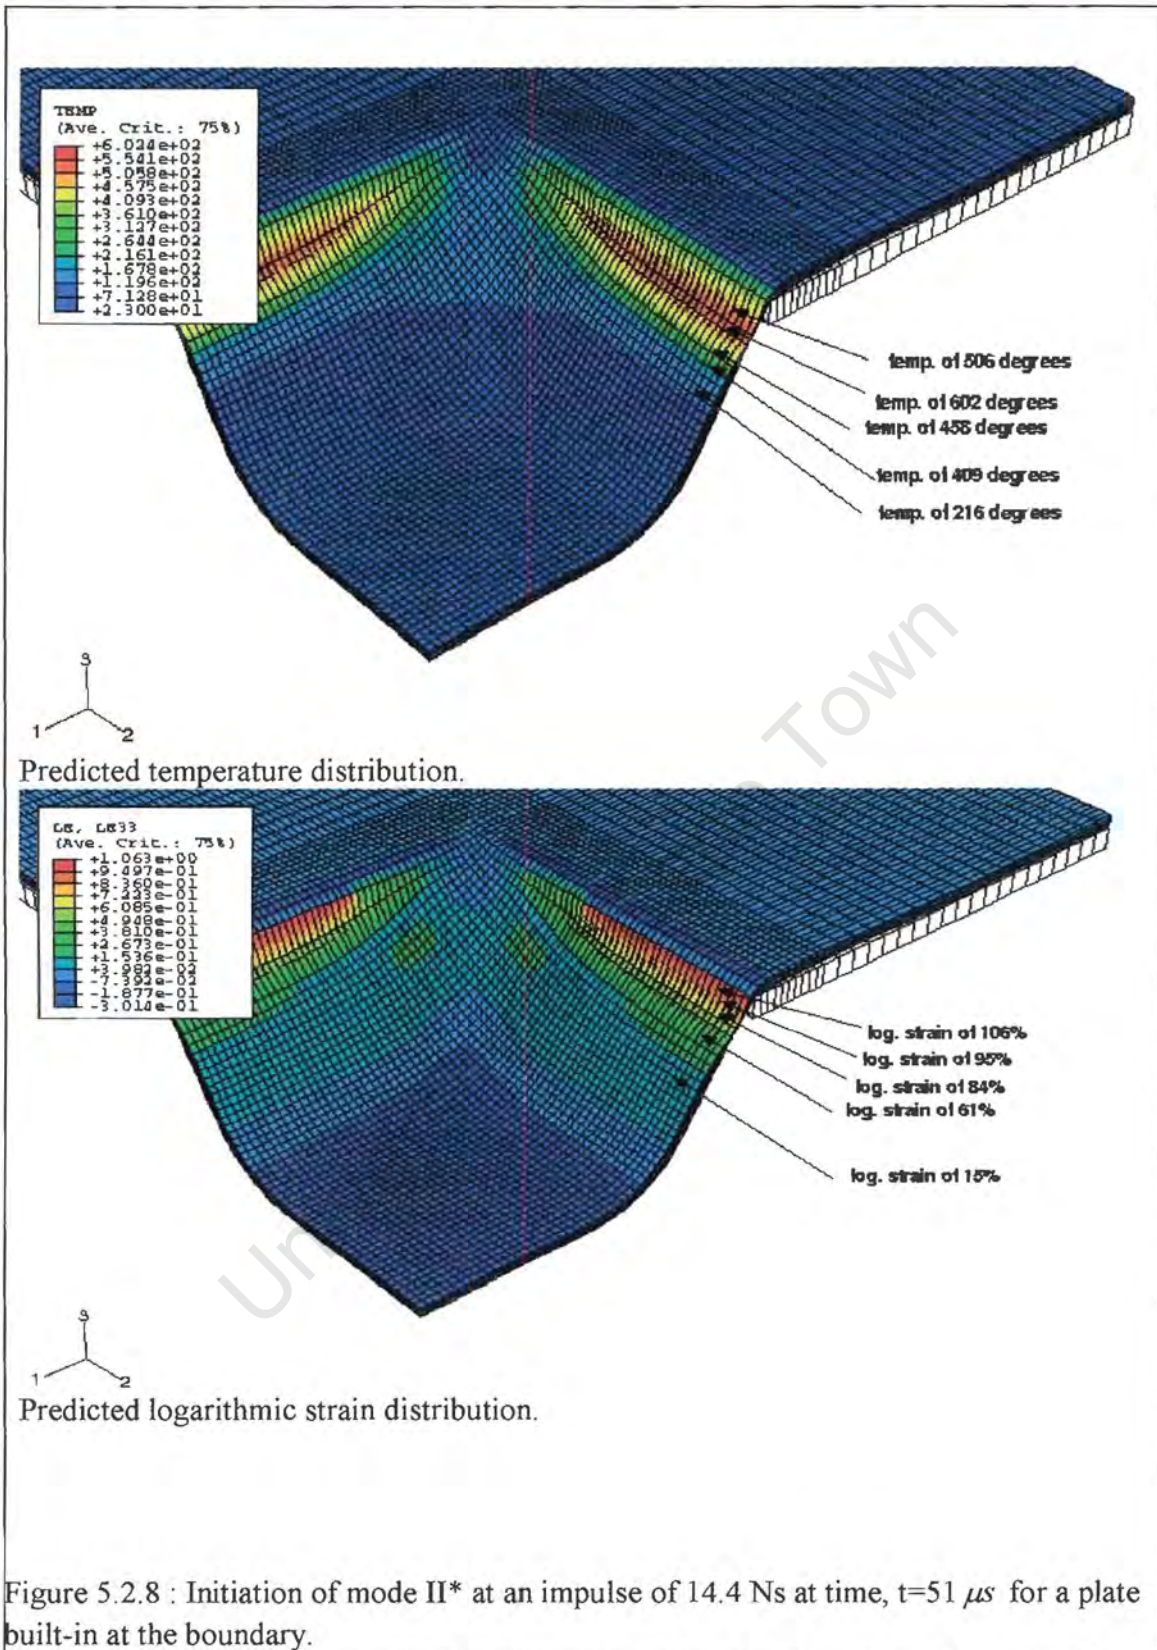 TEMP
(Ave. Crit.: 75%)
+6.024e+02
+5.541e+02
+5.058e+02
+4.575e+02
+4.093e+02
+3.610e+02
+3.127e+02
+2.644e+02
+2.161e+02
+1.678e+02
+1.196e+02
+7.128e+01
+2.300e+01
temp. of 506 degrees
temp. of 602 degrees
temp. of 458 degrees
temp. of 409 degrees
temp. of 216 degrees
3
1 2
Predicted temperature distribution.
LE, LE33
(Ave. Crit.: 75%)
+1.063e+00
+9.497e-01
+8.360e-01
+7.223e-01
+6.085e-01
+4.948e-01
+3.810e-01
+2.673e-01
+1.536e-01
+3.982e-02
-7.392e-02
-1.877e-01
-3.014e-01
log. strain of 106%
log. strain of 95%
log. strain of 84%
log. strain of 61%
log. strain of 15%
3
1 2
Predicted logarithmic strain distribution.
Town
Figure 5.2.8 : Initiation of mode II* at an impulse of 14.4 Ns at time, t=51 μs for a plate
built-in at the boundary.